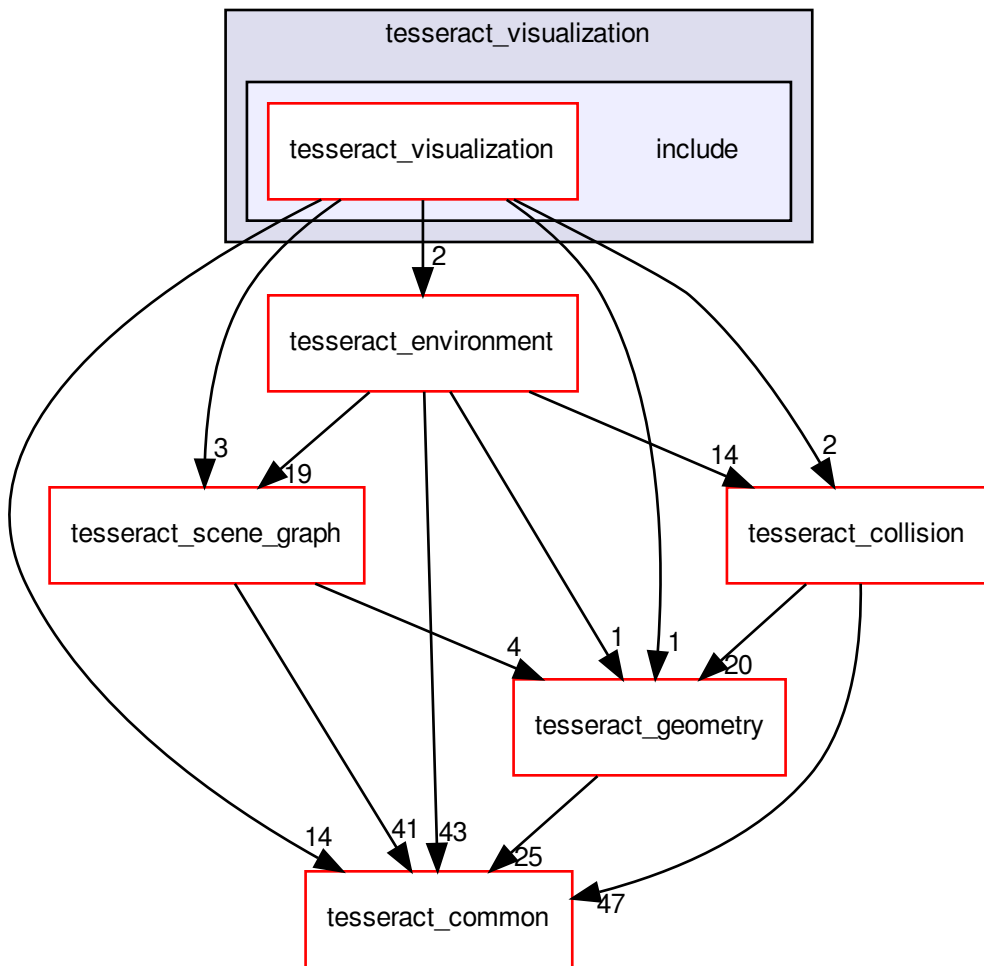 tesseract_visualization
tesseract_visualization
include
2
tesseract_environment
3
19
14
2
tesseract_scene_graph
tesseract_collision
4
1
1
20
tesseract_geometry
14
41
43
25
47
tesseract_common